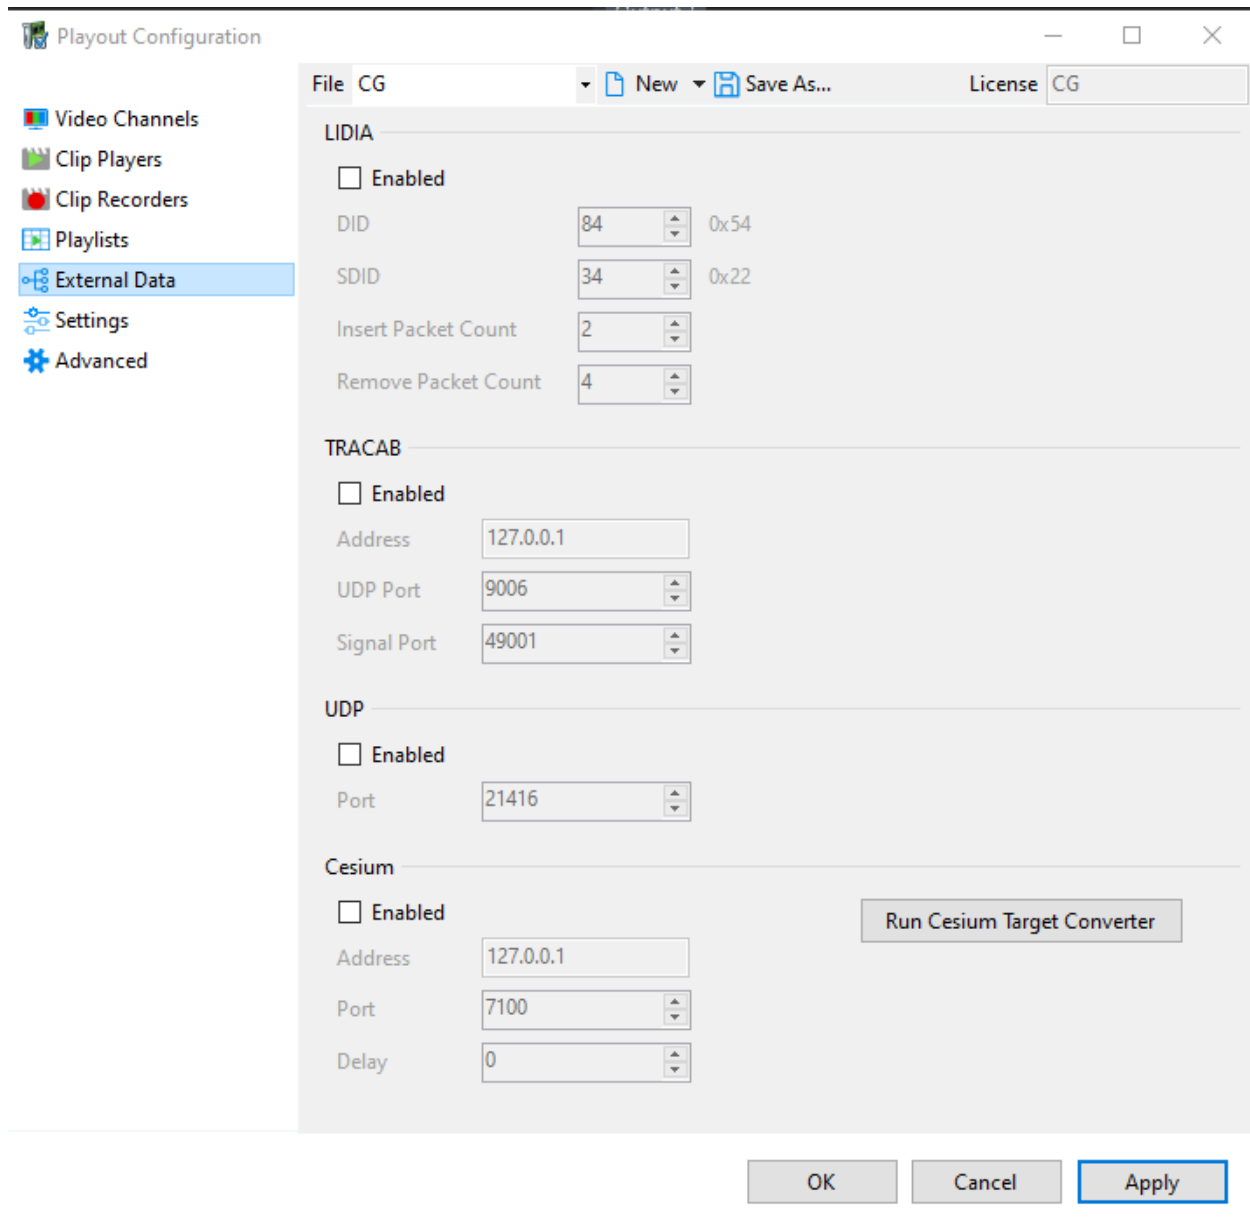 Playout Configuration
File CG New Save As... License CG
Video Channels
Clip Players
Clip Recorders
Playlists
External Data
Settings
Advanced
LIDIA
Enabled
DID 84 0x54
SDID 34 0x22
Insert Packet Count 2
Remove Packet Count 4
TRACAB
Enabled
Address 127.0.0.1
UDP Port 9006
Signal Port 49001
UDP
Enabled
Port 21416
Cesium
Enabled Run Cesium Target Converter
Address 127.0.0.1
Port 7100
Delay 0
OK Cancel Apply